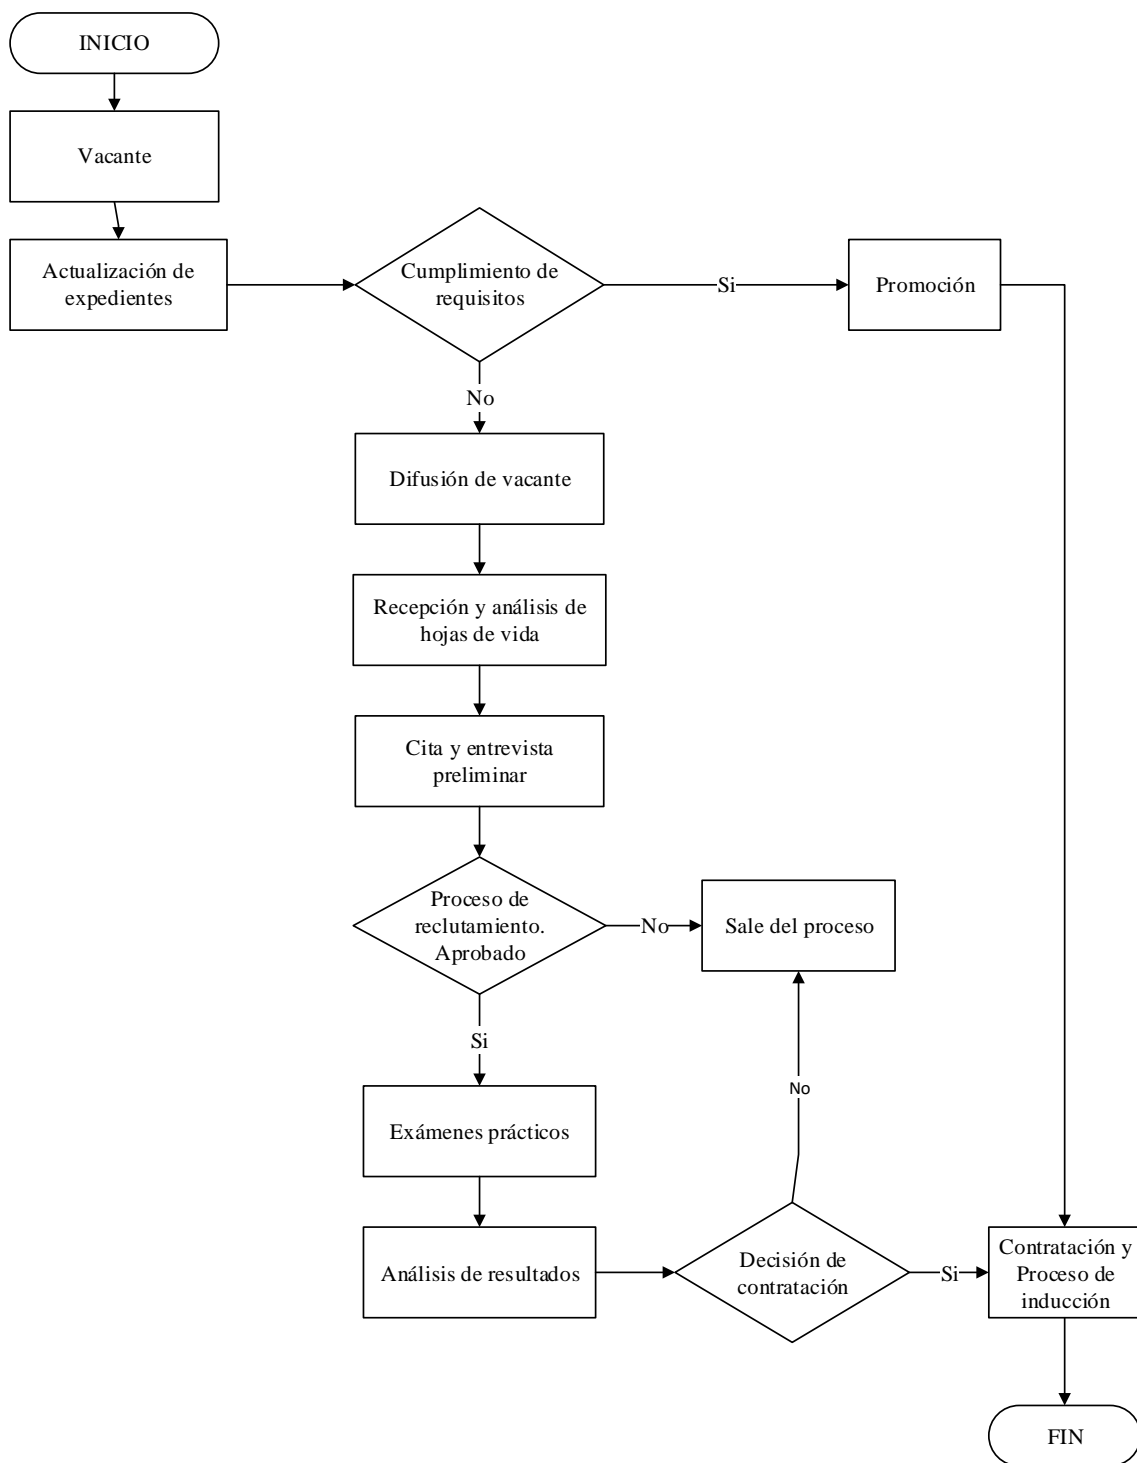 INICIO
Vacante
Actualización de
expedientes
Cumplimiento de
requisitos
Si
Promoción
No
Difusión de vacante
Recepción y análisis de
hojas de vida
Cita y entrevista
preliminar
Proceso de
reclutamiento.
Aprobado
No
Sale del proceso
Si
No
Exámenes prácticos
Análisis de resultados
Decisión de
contratación
Si
Contratación y
Proceso de
inducción
FIN